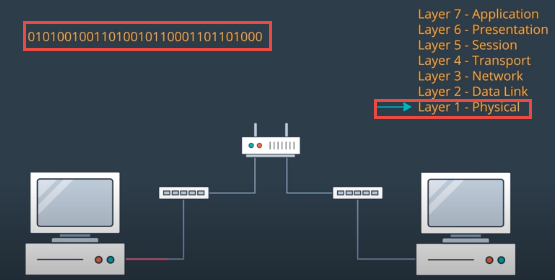 01010010011010010110001101101000
Layer 7 - Application
Layer 6 - Presentation
Layer 5 - Session
Layer 4 - Transport
Layer 3 - Network
Layer 2 - Data Link
Layer 1 - Physical